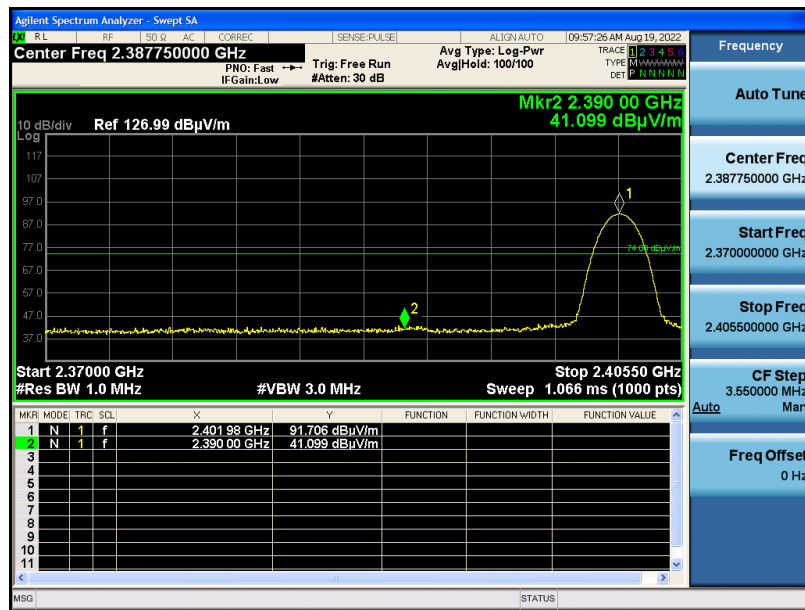 Agilent Spectrum Analyzer - Swept SA
LXI RL RF 50 Ω AC CORREC SENSE:PULSE ALIGN AUTO 09:57:26 AM Aug 19, 2022
Center Freq 2.387750000 GHz
PNO: Fast
IFGain:Low
Trig: Free Run
#Atten: 30 dB
Avg Type: Log-Pwr
Avg|Hold: 100/100
TRACE 1 2 3 4 5 6
TYPE M
DET P N N N N N
Mkr2 2.390 00 GHz
41.099 dBµV/m
10 dB/div Ref 126.99 dBµV/m
Log
117
107
97.0
87.0
77.0
67.0
57.0
47.0
37.0
1
74.00 dBµV/m
2
Start 2.37000 GHz Stop 2.40550 GHz
#Res BW 1.0 MHz #VBW 3.0 MHz Sweep 1.066 ms (1000 pts)
MKR MODE TRC SCL X Y FUNCTION FUNCTION WIDTH FUNCTION VALUE
1 N 1 f 2.401 98 GHz 91.706 dBµV/m
2 N 1 f 2.390 00 GHz 41.099 dBµV/m
3
4
5
6
7
8
9
10
11
MSG STATUS
Frequency
Auto Tune
Center Freq
2.387750000 GHz
Start Freq
2.370000000 GHz
Stop Freq
2.405500000 GHz
CF Step
3.550000 MHz
Auto Man
Freq Offset
0 Hz